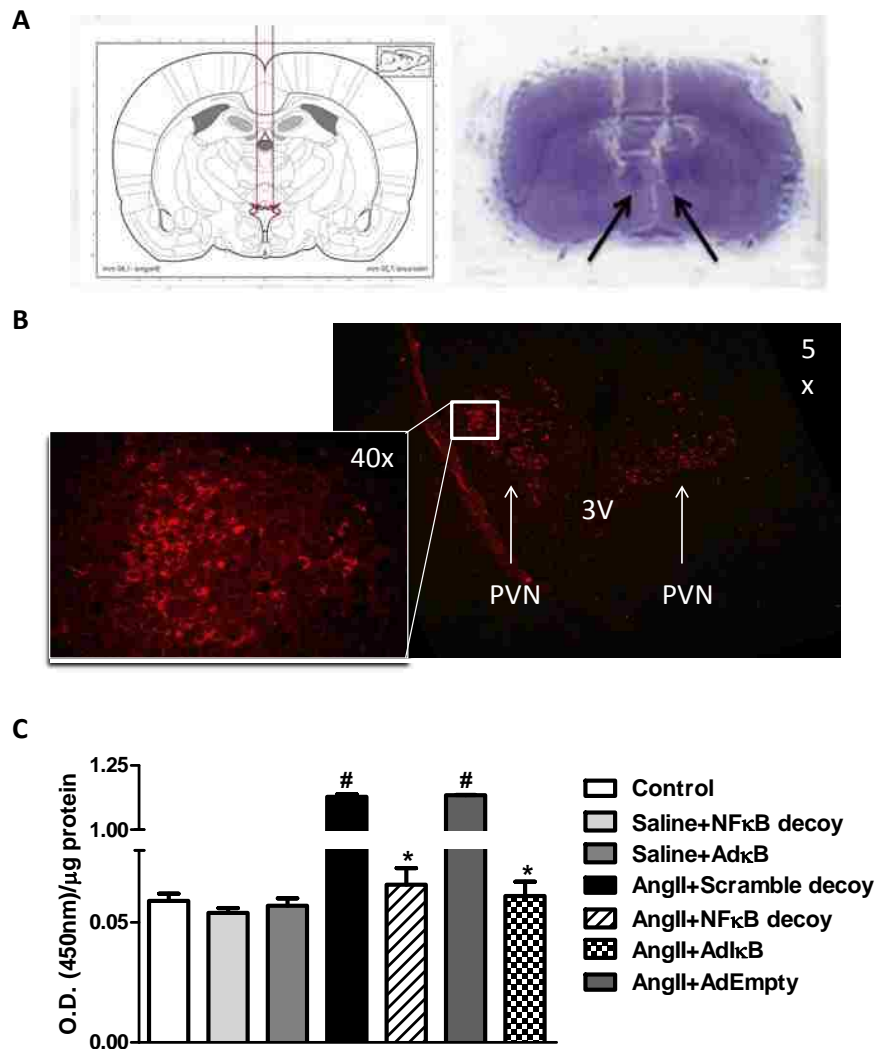 A
B
5
x
40x
3V
PVN
PVN
C
O.D. (450nm)/µg protein
1.25
1.00
0.05
0.00
#
*
#
*
Control
Saline+NFκB decoy
Saline+AdκB
AngII+Scramble decoy
AngII+NFκB decoy
AngII+AdIκB
AngII+AdEmpty